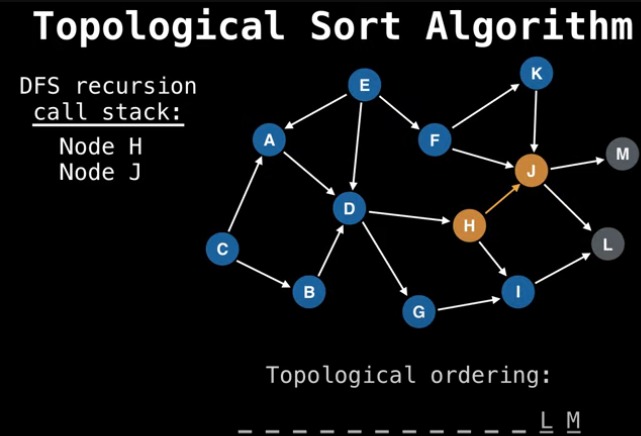 Topological Sort Algorithm
DFS recursion
call stack:
Node H
Node J
E
K
A
F
M
J
D
H
L
C
B
I
G
Topological ordering:
_ _ _ _ _ _ _ _ _ _ _ L M